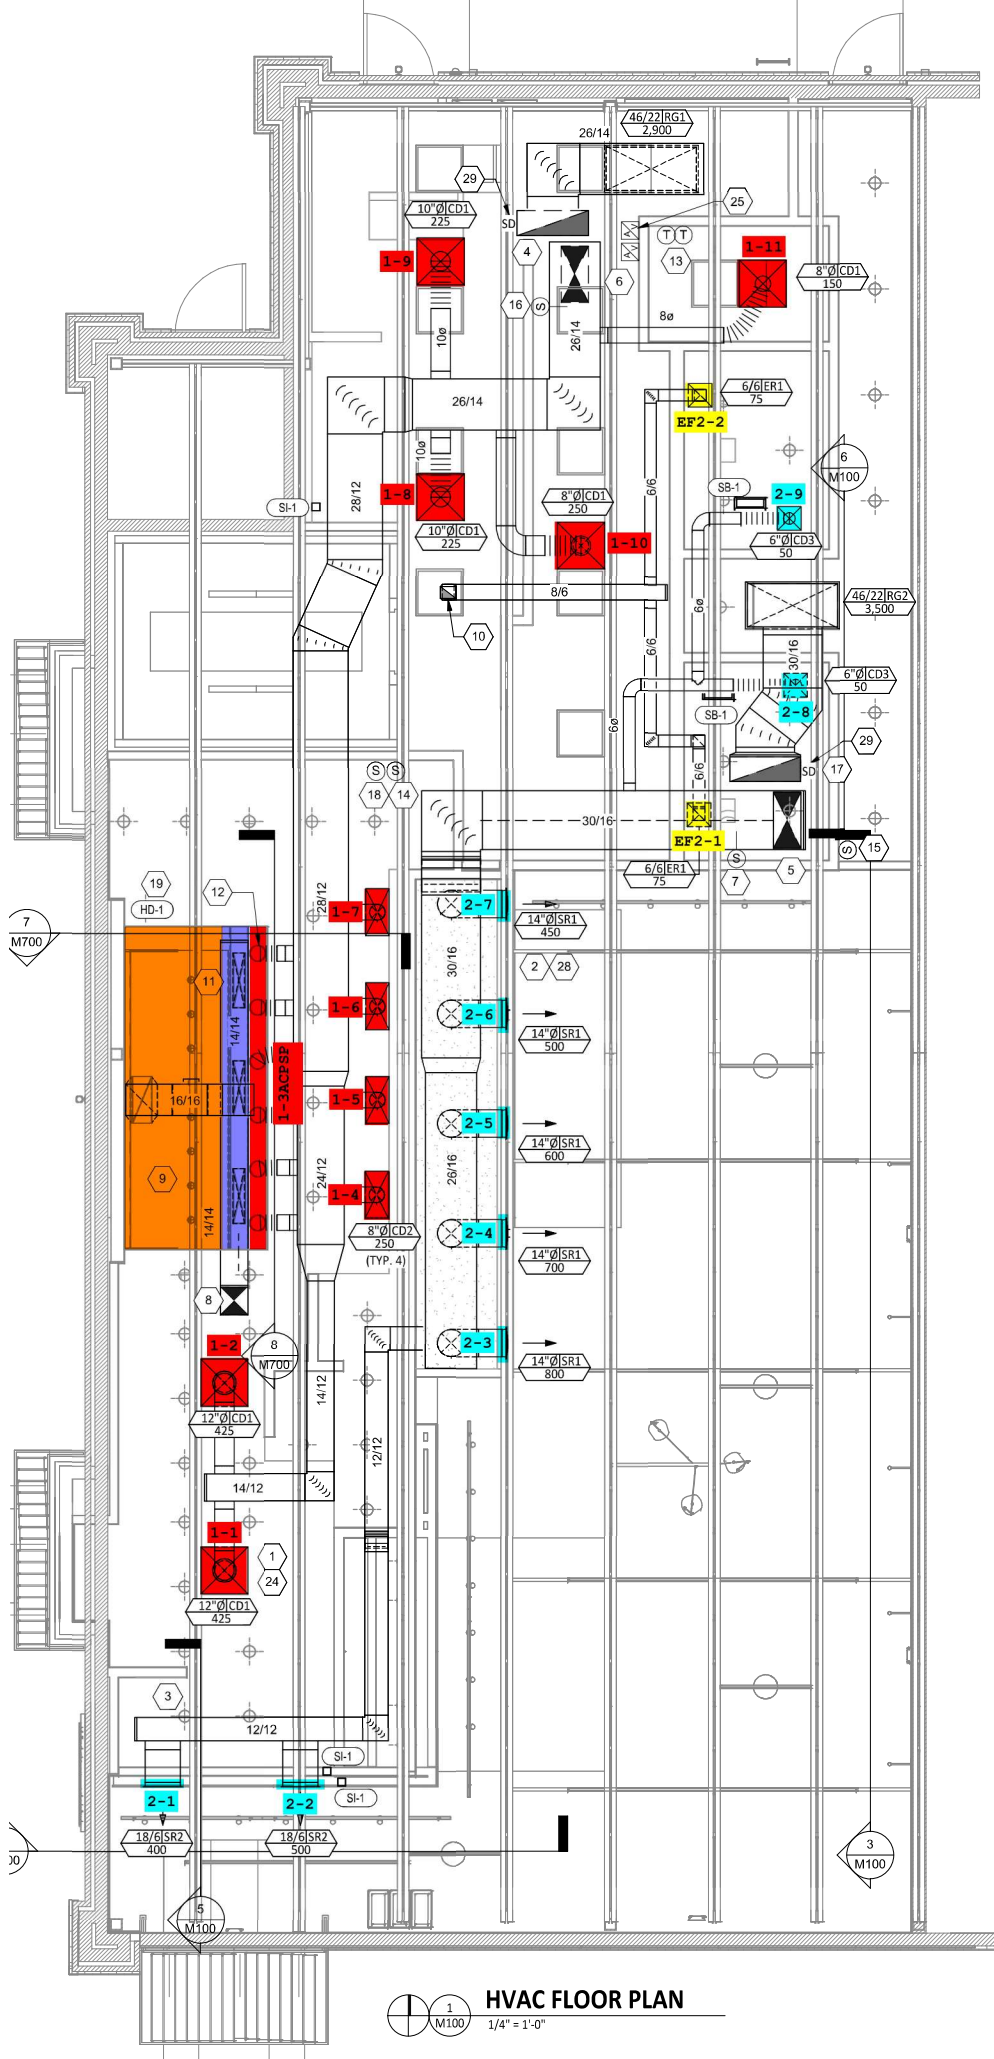 46/22 RG1
2,900
26/14
29
10"Ø CD1
225
25
SD
T T
1-9
4
13
1-11
A/V
A/V
8"Ø CD1
150
6
16
S
8ø
10ø
26/14
6/6 ER1
75
26/14
EF2-2
10ø
6
M100
28/12
6/6
SB-1
2-9
1-8
8"Ø CD1
250
SI-1
10"Ø CD1
225
1-10
6"Ø CD3
50
8/6
46/22 RG2
3,500
6ø
10
6/6
30/16
6"Ø CD3
50
SB-1
2-8
6ø
29
S S
SD
17
18
14
6/6
30/16
EF2-1
S
15
6/6 ER1
75
S
7
5
19
12
HD-1
28/12
1-7
2-7
7
M700
14"Ø SR1
450
30/16
2
28
11
1-6
2-6
14/14
14"Ø SR1
500
1-3ACPSP
16/16
1-5
2-5
14"Ø SR1
600
24/12
26/16
9
1-4
14/14
8"Ø CD2
250
(TYP. 4)
2-4
14"Ø SR1
700
8
1-2
8
M700
2-3
14"Ø SR1
800
14/12
12"Ø CD1
425
12/12
14/12
1-1
1
24
12"Ø CD1
425
3
12/12
SI-1
SI-1
2-1
2-2
18/6 SR2
400
18/6 SR2
500
3
M100
5
M100
1
M100
HVAC FLOOR PLAN
1/4" = 1'-0"